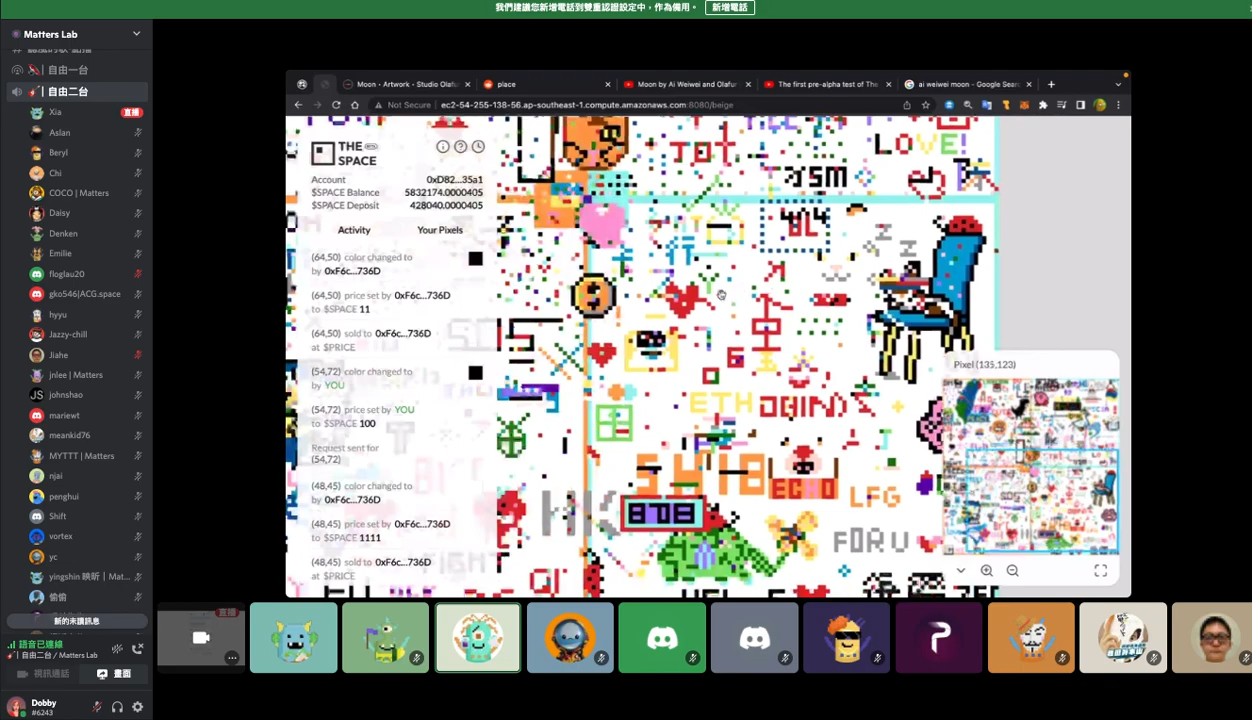 我們建議您新增電話到雙重認證設定中，作為備用。 新增電話
Matters Lab
自由一台
自由二台
Xia 直播
Aslan
Beryl
Chi
COCO | Matters
Daisy
Denken
Emilie
floglau20
gko546|ACG.space
hyyu
Jazzy-chill
Jiahe
jnlee | Matters
johnshao
mariewt
meankid76
MYTTT | Matters
njai
penghui
Shift
vortex
yc
yingshin 映昕 | Mat...
偷偷
新的未讀訊息
語音已連線
自由二台 / Matters Lab
視訊通話 畫面
Dobby
#6243
Moon - Artwork - Studio Olafu
place
Moon by Ai Weiwei and Olafur
The first pre-alpha test of The
ai weiwei moon - Google Sear
Not Secure | ec2-54-255-138-56.ap-southeast-1.compute.amazonaws.com:8080/beige
THE
SPACE
Account 0xD82...35a1
$SPACE Balance 5832174.0000405
$SPACE Deposit 428040.0000405
Activity Your Pixels
(64,50) color changed to
by 0xF6c...736D
(64,50) price set by 0xF6c...736D
to $SPACE 11
(64,50) sold to 0xF6c...736D
at $PRICE
(54,72) color changed to
by YOU
(54,72) price set by YOU
to $SPACE 100
Request sent for
(54,72)
(48,45) color changed to
by 0xF6c...736D
(48,45) price set by 0xF6c...736D
to $SPACE 1111
(48,45) sold to 0xF6c...736D
at $PRICE
LOVE!
404
ETH
ECHO
LFG
HK
FOR U
Pixel (135,123)
直播